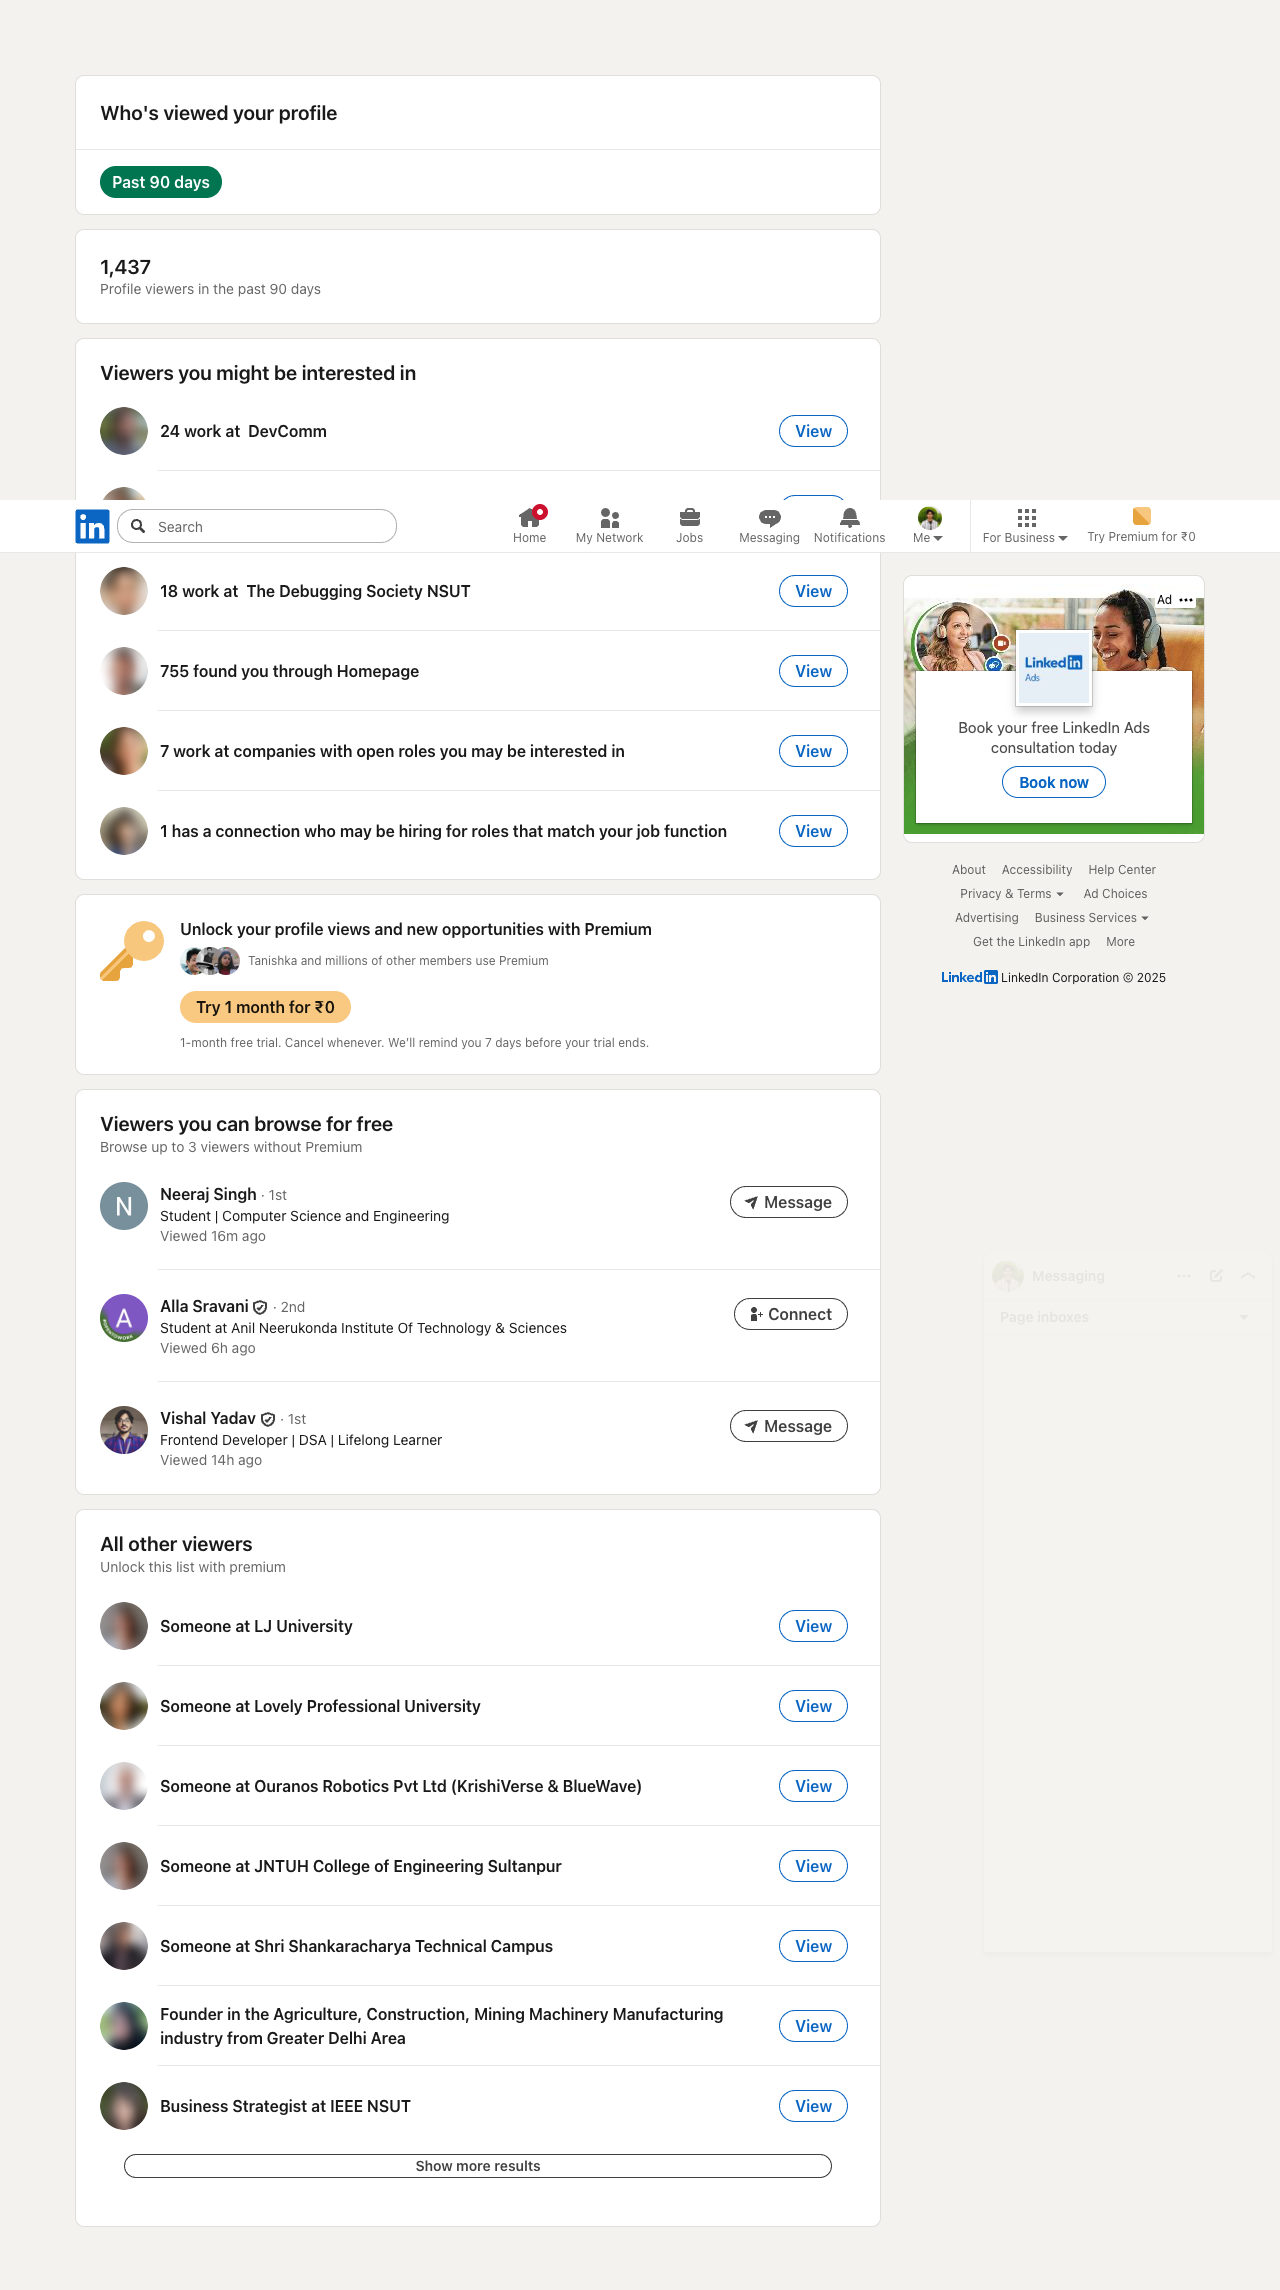 Who's viewed your profile
Past 90 days
1,437
Profile viewers in the past 90 days
Viewers you might be interested in
24 work at  DevComm
View
in
Search
Home
My Network
Jobs
Messaging
Notifications
Me
For Business
Try Premium for ₹0
18 work at  The Debugging Society NSUT
View
755 found you through Homepage
View
7 work at companies with open roles you may be interested in
View
1 has a connection who may be hiring for roles that match your job function
View
Ad
Linkedin
Ads
Book your free LinkedIn Ads
consultation today
Book now
About Accessibility Help Center
Privacy & Terms Ad Choices
Advertising Business Services
Get the LinkedIn app More
Linkedin LinkedIn Corporation © 2025
Unlock your profile views and new opportunities with Premium
Tanishka and millions of other members use Premium
Try 1 month for ₹0
1-month free trial. Cancel whenever. We'll remind you 7 days before your trial ends.
Viewers you can browse for free
Browse up to 3 viewers without Premium
N
Neeraj Singh · 1st
Student | Computer Science and Engineering
Viewed 16m ago
Message
A
Alla Sravani · 2nd
Student at Anil Neerukonda Institute Of Technology & Sciences
Viewed 6h ago
Connect
Vishal Yadav · 1st
Frontend Developer | DSA | Lifelong Learner
Viewed 14h ago
Message
Messaging
Page inboxes
All other viewers
Unlock this list with premium
Someone at LJ University
View
Someone at Lovely Professional University
View
Someone at Ouranos Robotics Pvt Ltd (KrishiVerse & BlueWave)
View
Someone at JNTUH College of Engineering Sultanpur
View
Someone at Shri Shankaracharya Technical Campus
View
Founder in the Agriculture, Construction, Mining Machinery Manufacturing
industry from Greater Delhi Area
View
Business Strategist at IEEE NSUT
View
Show more results